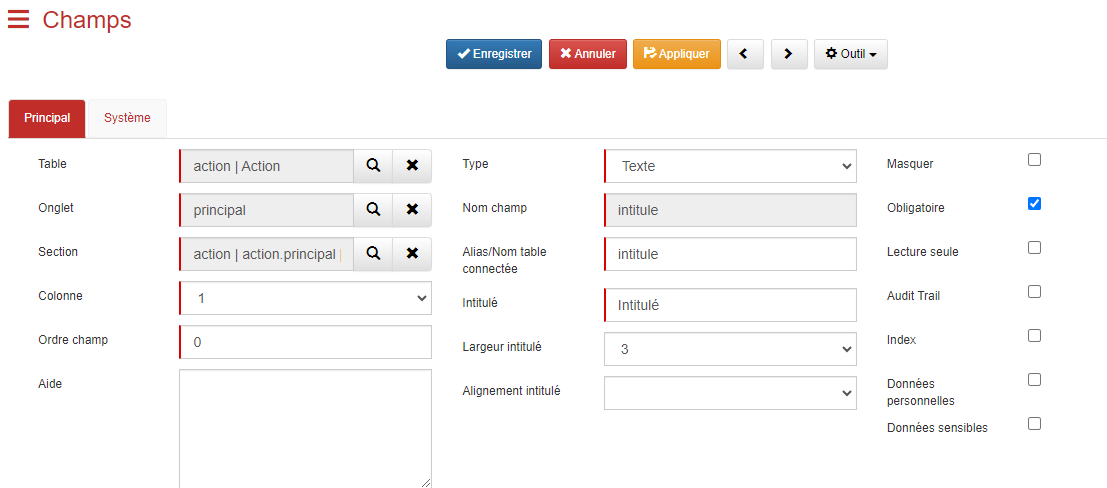 Champs
Enregistrer Annuler Appliquer Outil
Principal Système
Table action | Action
Onglet principal
Section action | action.principal |
Colonne 1
Ordre champ 0
Aide
Type Texte
Nom champ intitule
Alias/Nom table
connectée intitule
Intitulé Intitulé
Largeur intitulé 3
Alignement intitulé
Masquer
Obligatoire
Lecture seule
Audit Trail
Index
Données
personnelles
Données sensibles